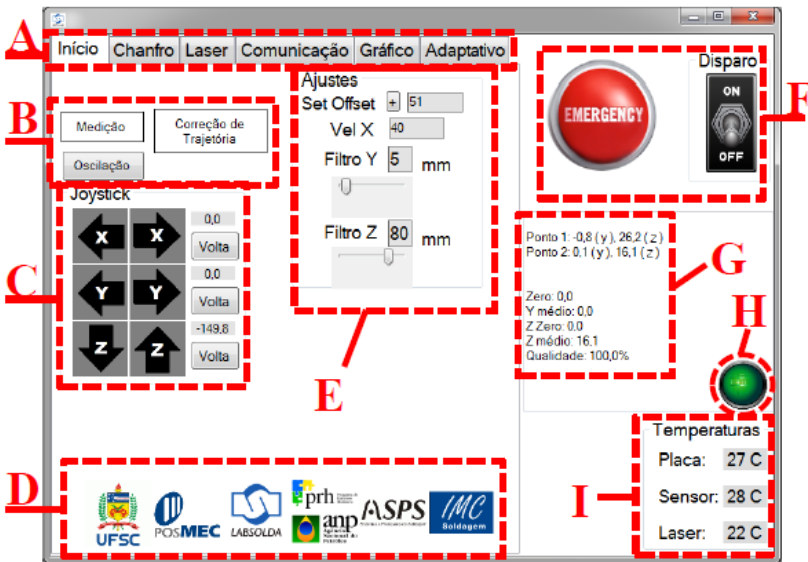 A
Início Chanfro Laser Comunicação Gráfico Adaptativo
B
Medição
Correção de
Trajetória
Oscilação
C
Joystick
X X 0,0
Volta
Y Y 0,0
Volta
Z Z -149,8
Volta
Ajustes
Set Offset + 51
Vel X 40
Filtro Y 5 mm
Filtro Z 80 mm
E
EMERGENCY
Disparo
ON
OFF
F
Ponto 1: -0,8 ( y ), 26,2 ( z )
Ponto 2: 0,1 ( y ), 16,1 ( z )
Zero: 0,0
Y médio: 0,0
Z Zero: 0.0
Z médio: 16.1
Qualidade: 100,0%
G
H
D
UFSC
POSMEC
LABSOLDA
prh
anp
Agência
Nacional do
Petróleo
ASPS
IMC
Soldagem
I
Temperaturas
Placa: 27 C
Sensor: 28 C
Laser: 22 C